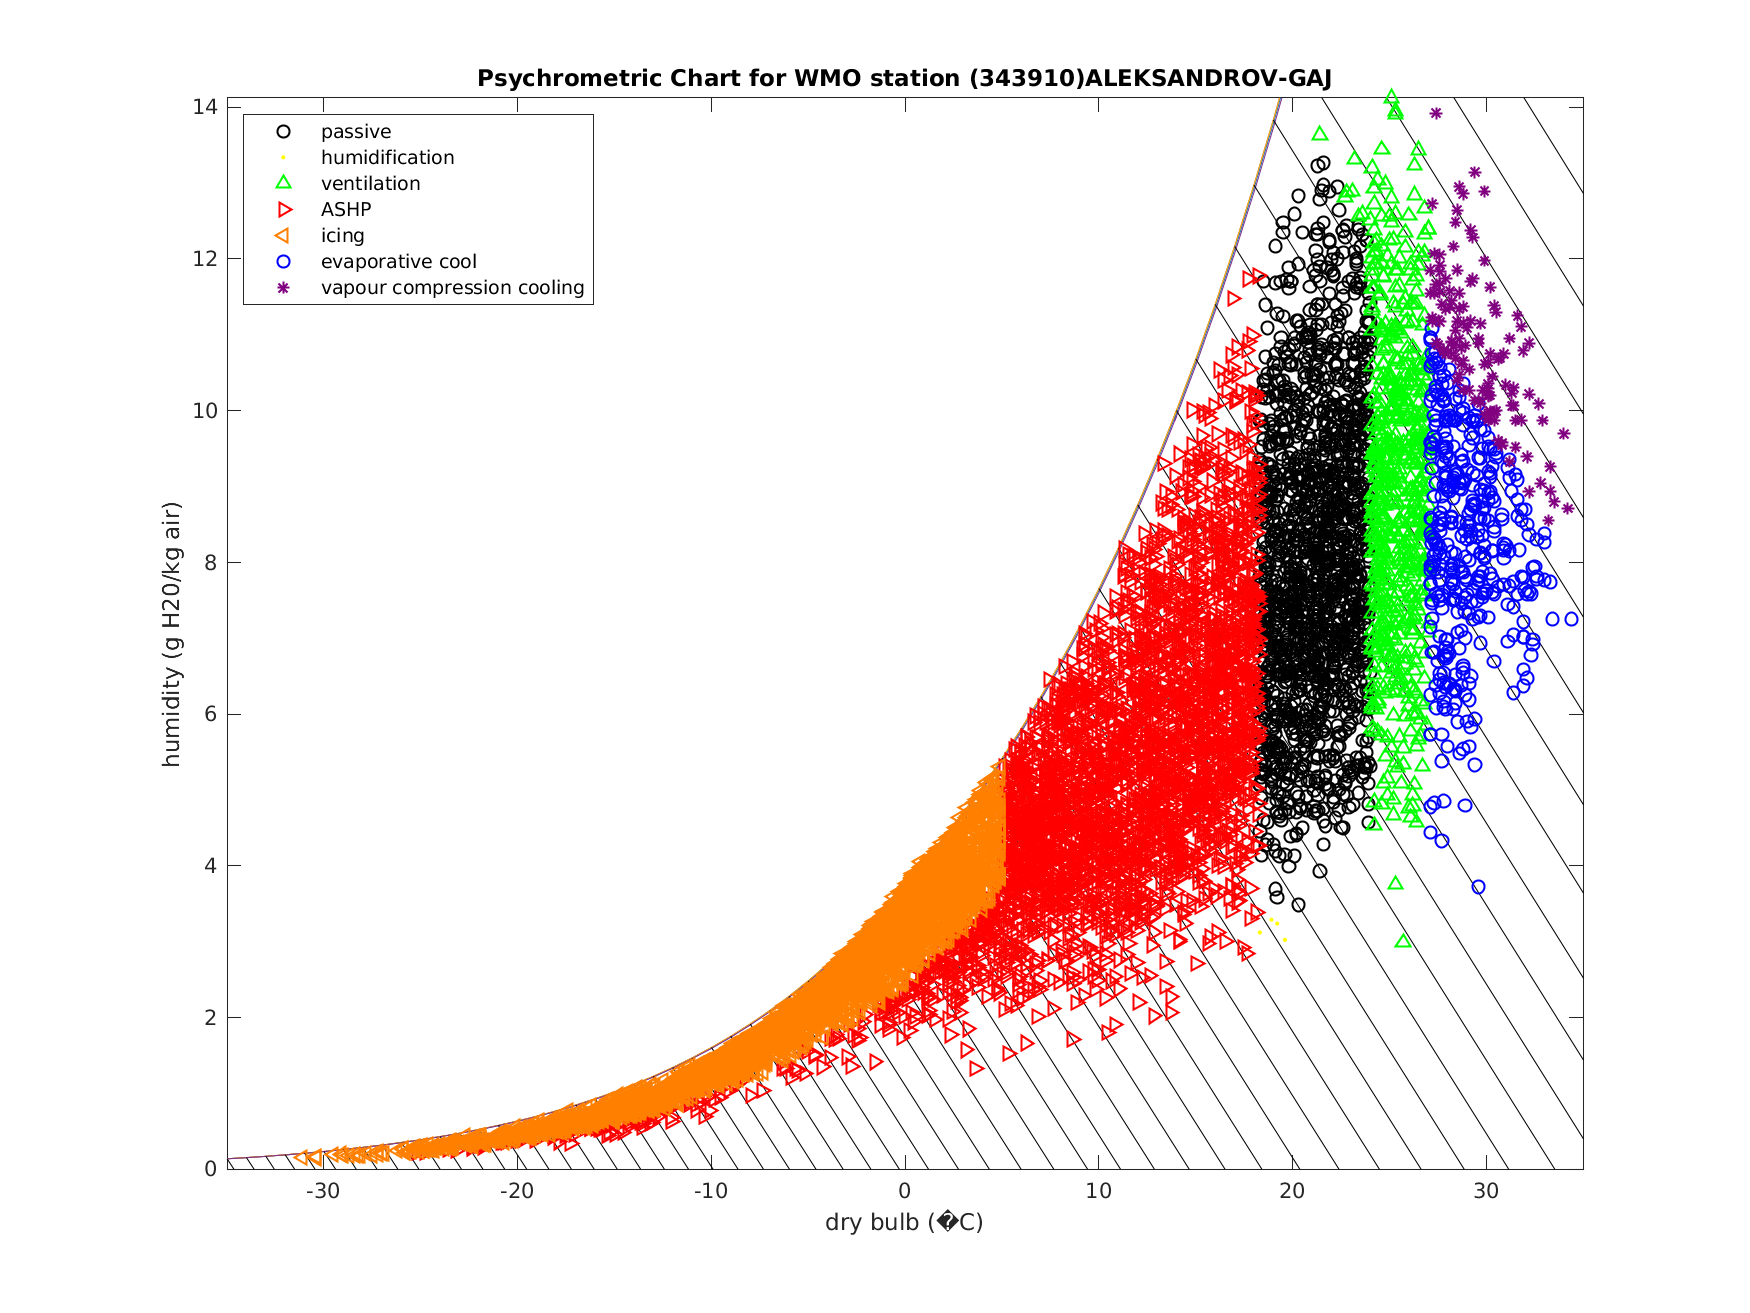 Psychrometric Chart for WMO station (343910)ALEKSANDROV-GAJ
14
12
10
8
6
4
2
0
humidity (g H20/kg air)
passive
humidification
ventilation
ASHP
icing
evaporative cool
vapour compression cooling
-30
-20
-10
0
10
20
30
dry bulb (�C)